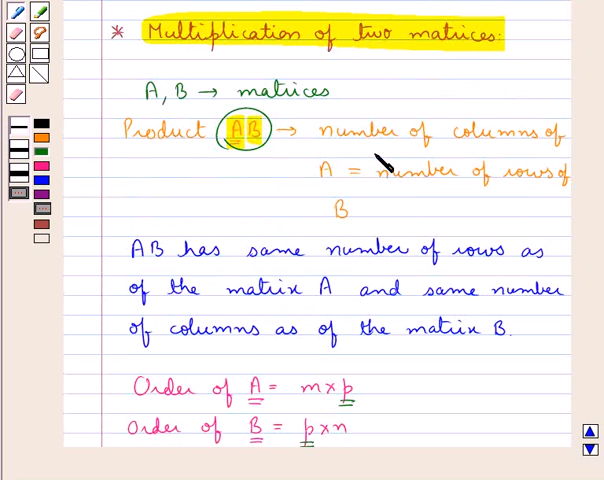 * Multiplication of two matrices:
A, B → matrices
Product AB → number of columns of
A = number of rows of
B
AB has same number of rows as
of the matrix A and same number
of columns as of the matrix B.
Order of A = m×p
Order of B = p×n